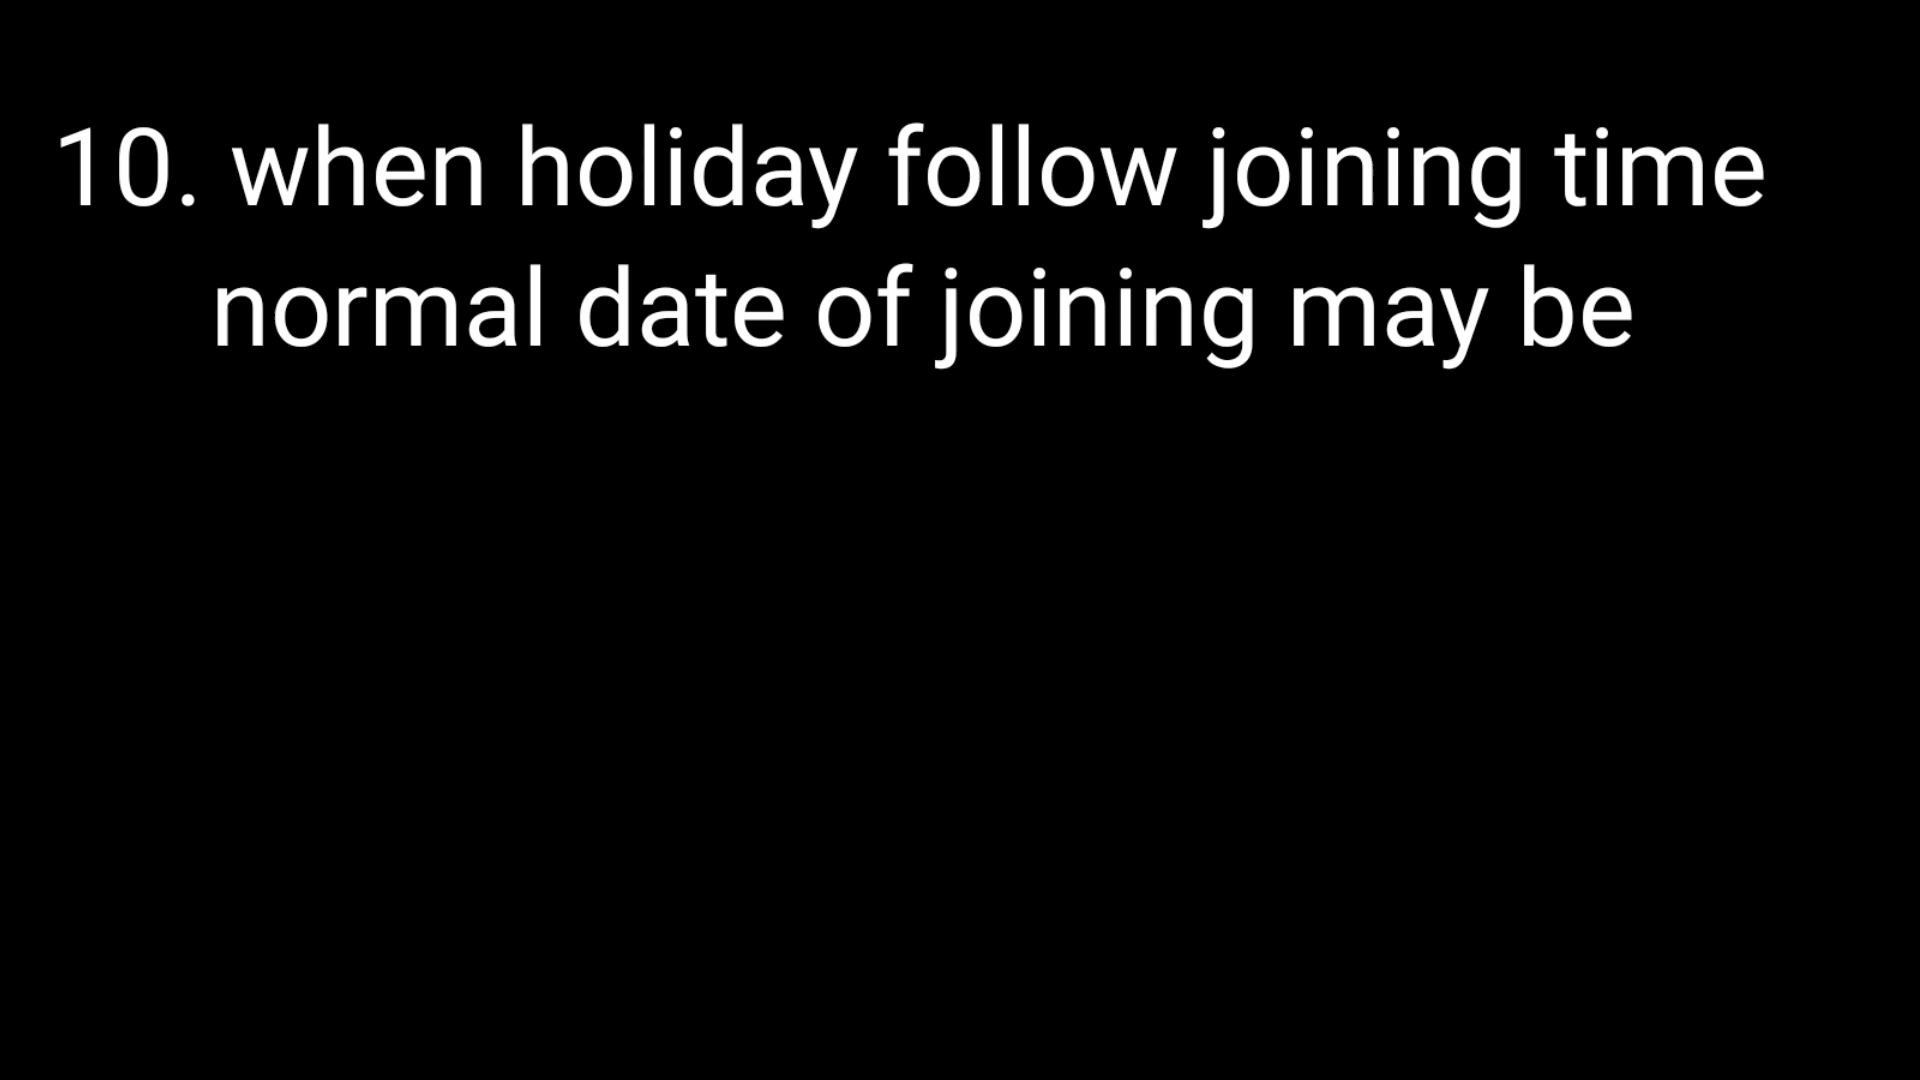 10. when holiday follow joining time
normal date of joining may be